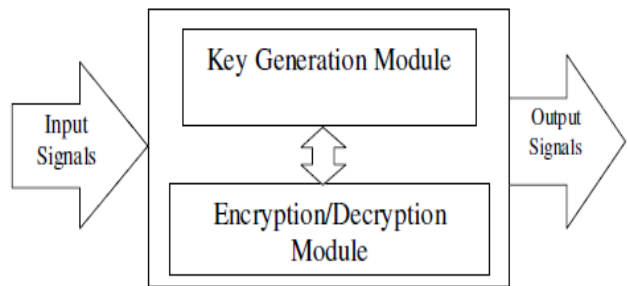 Key Generation Module
Input
Signals
Output
Signals
Encryption/Decryption
Module